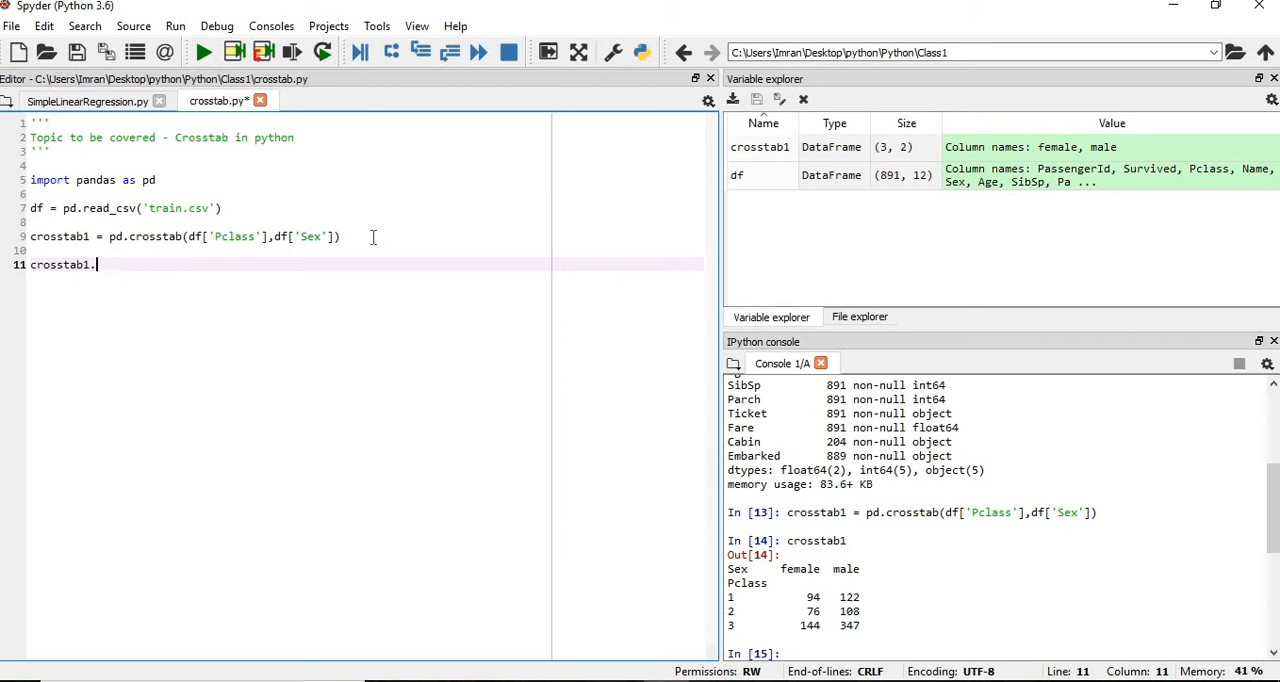 Spyder (Python 3.6)
File Edit Search Source Run Debug Consoles Projects Tools View Help
C:\Users\Imran\Desktop\python\Python\Class1
Editor - C:\Users\Imran\Desktop\python\Python\Class1\crosstab.py
Variable explorer
SimpleLinearRegression.py crosstab.py*
Name Type Size Value
crosstab1 DataFrame (3, 2) Column names: female, male
df DataFrame (891, 12) Column names: PassengerId, Survived, Pclass, Name,
Sex, Age, SibSp, Pa ...
1 '''
2 Topic to be covered - Crosstab in python
3 '''
4
5 import pandas as pd
6
7 df = pd.read_csv('train.csv')
8
9 crosstab1 = pd.crosstab(df['Pclass'],df['Sex'])
10
11 crosstab1.
Variable explorer File explorer
IPython console
Console 1/A
SibSp 891 non-null int64
Parch 891 non-null int64
Ticket 891 non-null object
Fare 891 non-null float64
Cabin 204 non-null object
Embarked 889 non-null object
dtypes: float64(2), int64(5), object(5)
memory usage: 83.6+ KB
In [13]: crosstab1 = pd.crosstab(df['Pclass'],df['Sex'])
In [14]: crosstab1
Out[14]:
Sex female male
Pclass
1 94 122
2 76 108
3 144 347
In [15]:
Permissions: RW End-of-lines: CRLF Encoding: UTF-8 Line: 11 Column: 11 Memory: 41 %